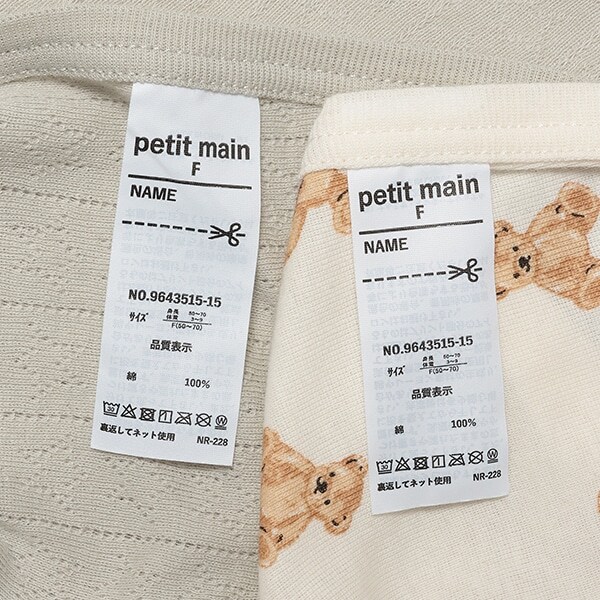 petit main
F
NAME
NO.9643515-15
サイズ 身長 50~70
体重 3~9
F(50~70)
品質表示
綿 100%
裏返してネット使用 NR-228
petit main
F
NAME
NO.9643515-15
サイズ 身長 50~70
体重 3~9
F(50~70)
品質表示
綿 100%
裏返してネット使用 NR-228